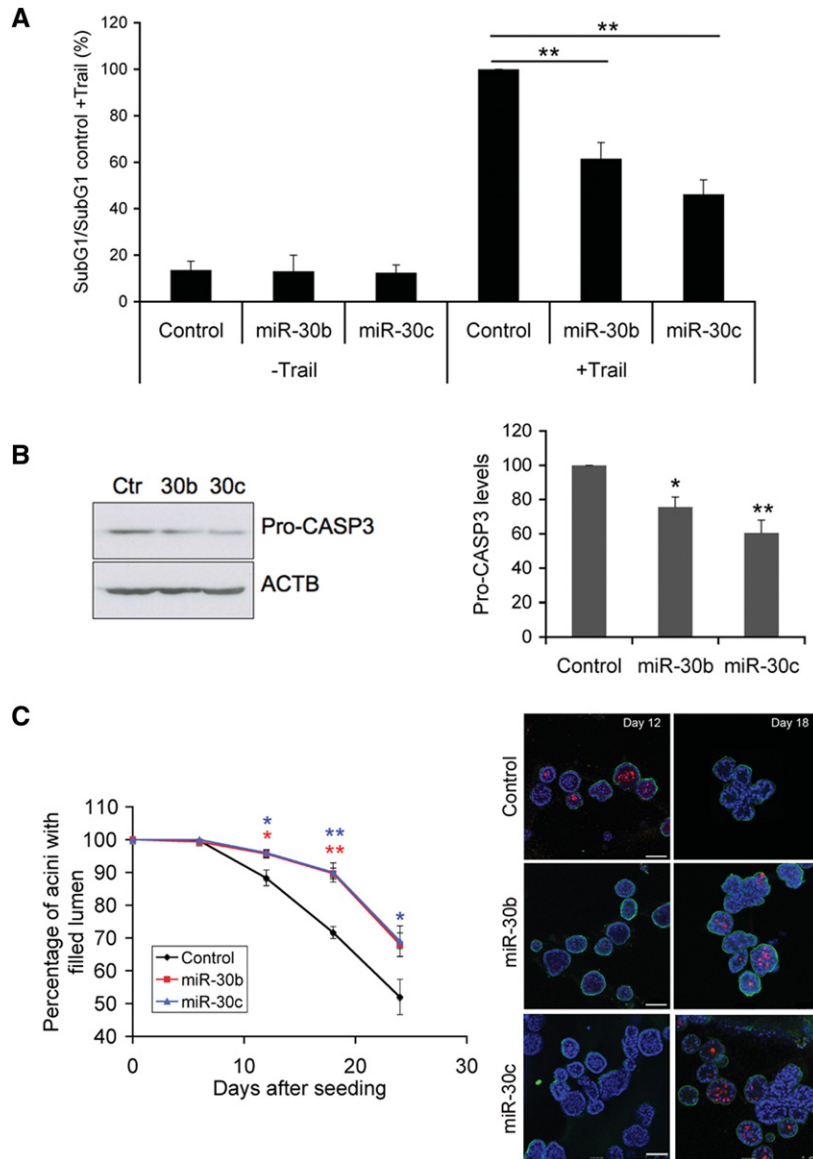 A
SubG1/SubG1 control +Trail (%)
120
100
80
60
40
20
0
** **
Control miR-30b miR-30c Control miR-30b miR-30c
-Trail +Trail
B
Ctr 30b 30c
Pro-CASP3
ACTB
Pro-CASP3 levels
120
100
80
60
40
20
0
* **
Control miR-30b miR-30c
C
Percentage of acini with
filled lumen
110
100
90
80
70
60
50
40
* ** *
* **
Control
miR-30b
miR-30c
0 10 20 30
Days after seeding
Day 12 Day 18
Control
miR-30b
miR-30c